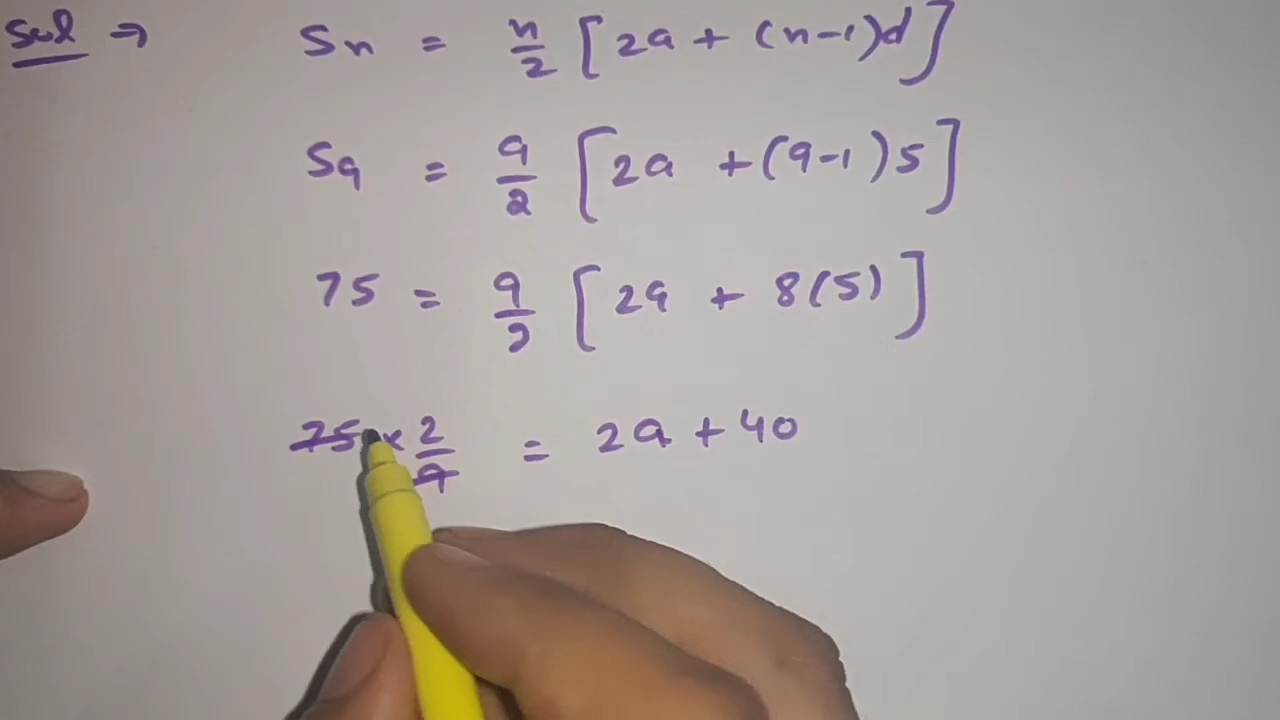 Sol ⇒ Sn = n/2 [2a + (n-1)d]
S9 = 9/2 [2a + (9-1)5]
75 = 9/2 [2a + 8(5)]
75 × 2/9 = 2a + 40